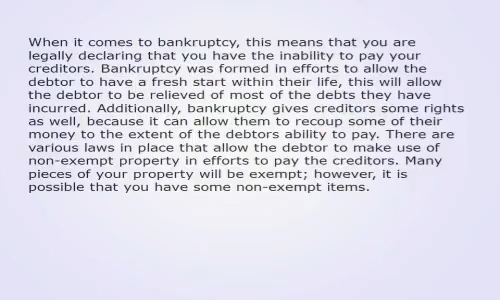 When it comes to bankruptcy, this means that you are
legally declaring that you have the inability to pay your
creditors. Bankruptcy was formed in efforts to allow the
debtor to have a fresh start within their life, this will allow
the debtor to be relieved of most of the debts they have
incurred. Additionally, bankruptcy gives creditors some rights
as well, because it can allow them to recoup some of their
money to the extent of the debtors ability to pay. There are
various laws in place that allow the debtor to make use of
non-exempt property in efforts to pay the creditors. Many
pieces of your property will be exempt; however, it is
possible that you have some non-exempt items.